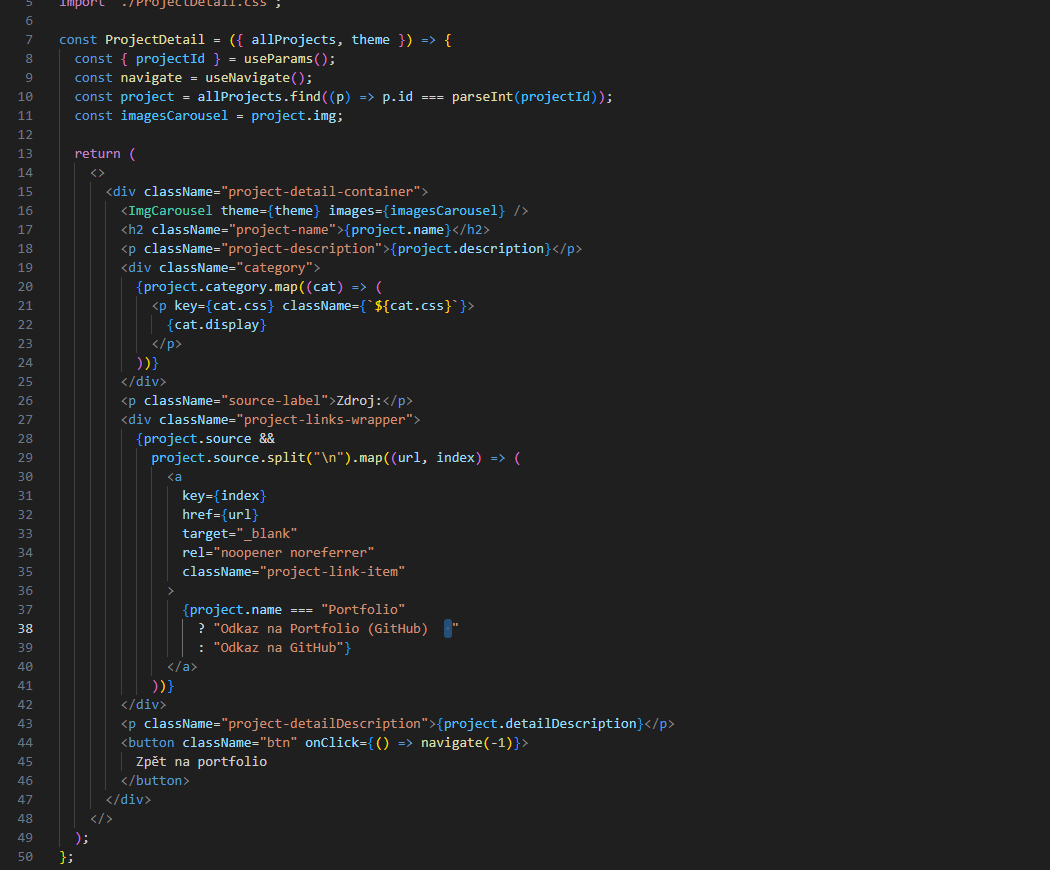 5 import "./ProjectDetail.css";
6
7 const ProjectDetail = ({ allProjects, theme }) => {
8 const { projectId } = useParams();
9 const navigate = useNavigate();
10 const project = allProjects.find((p) => p.id === parseInt(projectId));
11 const imagesCarousel = project.img;
12
13 return (
14 <>
15 <div className="project-detail-container">
16 <ImgCarousel theme={theme} images={imagesCarousel} />
17 <h2 className="project-name">{project.name}</h2>
18 <p className="project-description">{project.description}</p>
19 <div className="category">
20 {project.category.map((cat) => (
21 <p key={cat.css} className={`${cat.css}`}>
22 {cat.display}
23 </p>
24 ))}
25 </div>
26 <p className="source-label">Zdroj:</p>
27 <div className="project-links-wrapper">
28 {project.source &&
29 project.source.split("\n").map((url, index) => (
30 <a
31 key={index}
32 href={url}
33 target="_blank"
34 rel="noopener noreferrer"
35 className="project-link-item"
36 >
37 {project.name === "Portfolio"
38 ? "Odkaz na Portfolio (GitHub) "
39 : "Odkaz na GitHub"}
40 </a>
41 ))}
42 </div>
43 <p className="project-detailDescription">{project.detailDescription}</p>
44 <button className="btn" onClick={() => navigate(-1)}>
45 Zpět na portfolio
46 </button>
47 </div>
48 </>
49 );
50 };